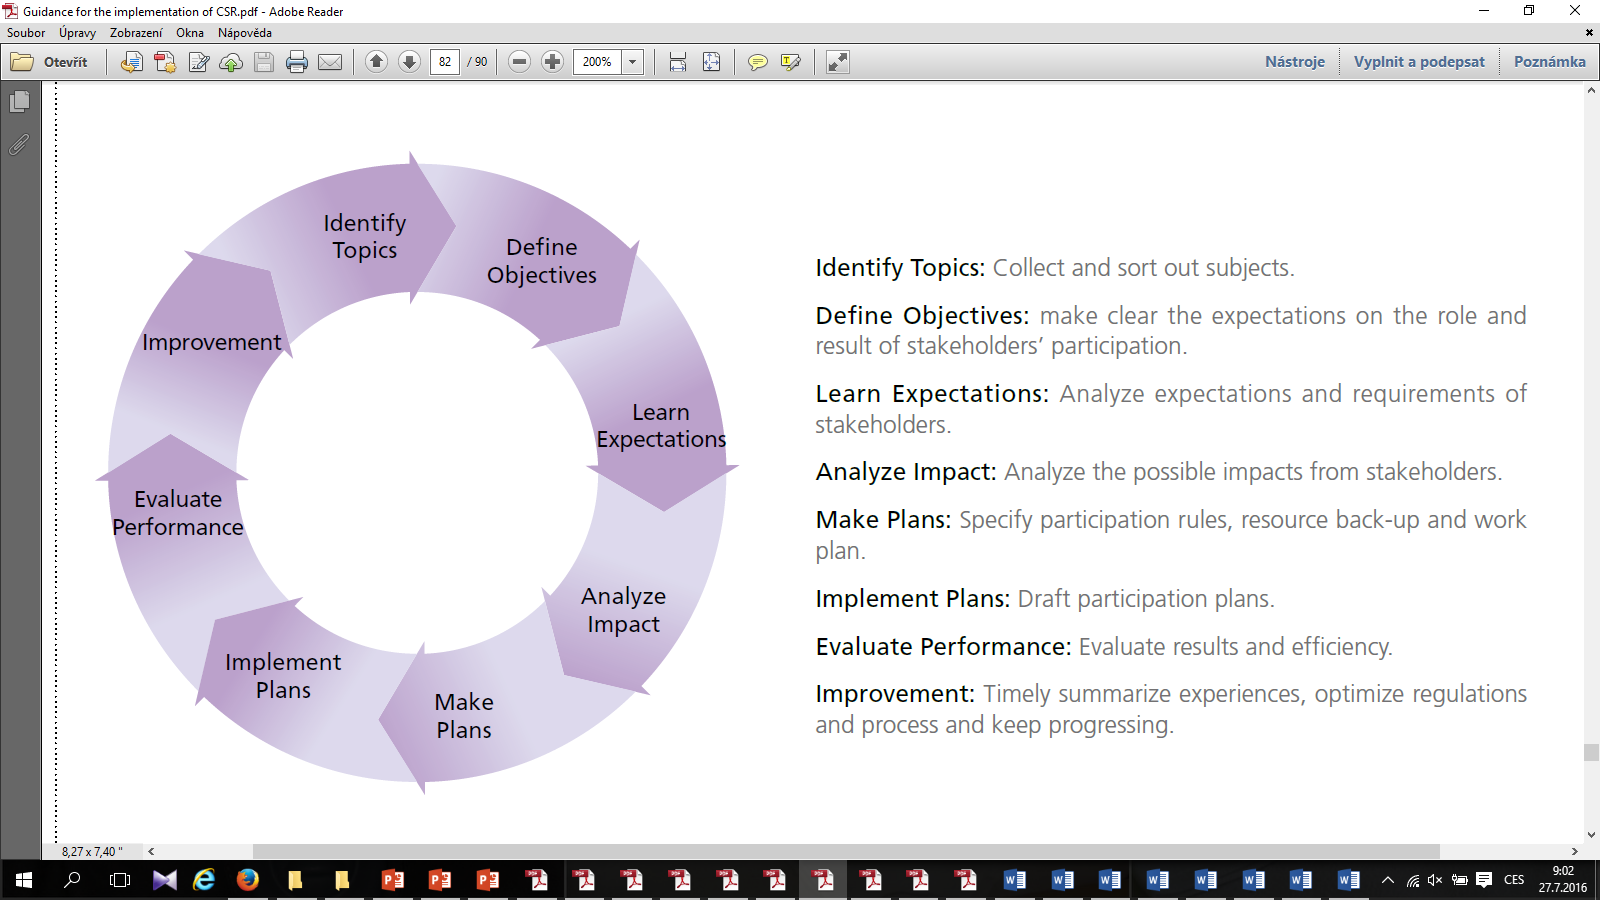 Guidance for the implementation of CSR.pdf - Adobe Reader
Soubor Úpravy Zobrazení Okna Nápověda
Otevřít 82 / 90 200% Nástroje Vyplnit a podepsat Poznámka
Identify
Topics
Define
Objectives
Learn
Expectations
Analyze
Impact
Make
Plans
Implement
Plans
Evaluate
Performance
Improvement
Identify Topics: Collect and sort out subjects.
Define Objectives: make clear the expectations on the role and
result of stakeholders’ participation.
Learn Expectations: Analyze expectations and requirements of
stakeholders.
Analyze Impact: Analyze the possible impacts from stakeholders.
Make Plans: Specify participation rules, resource back-up and work
plan.
Implement Plans: Draft participation plans.
Evaluate Performance: Evaluate results and efficiency.
Improvement: Timely summarize experiences, optimize regulations
and process and keep progressing.
8,27 x 7,40 "
CES
9:02
27.7.2016